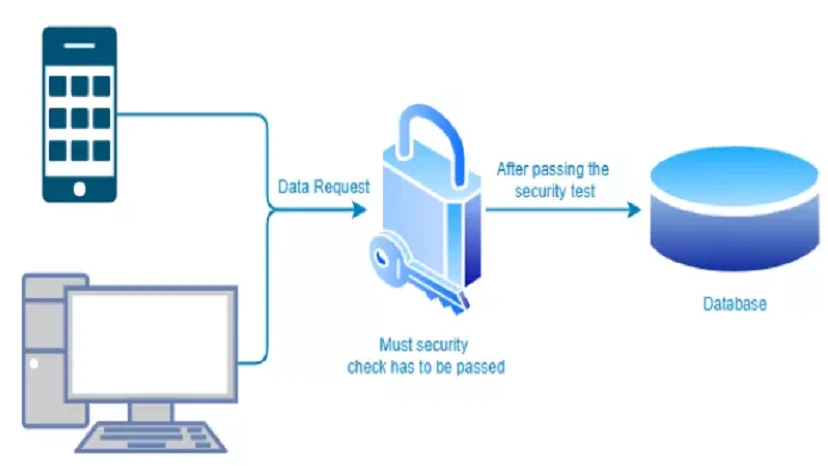 Data Request
After passing the
security test
Database
Must security
check has to be passed